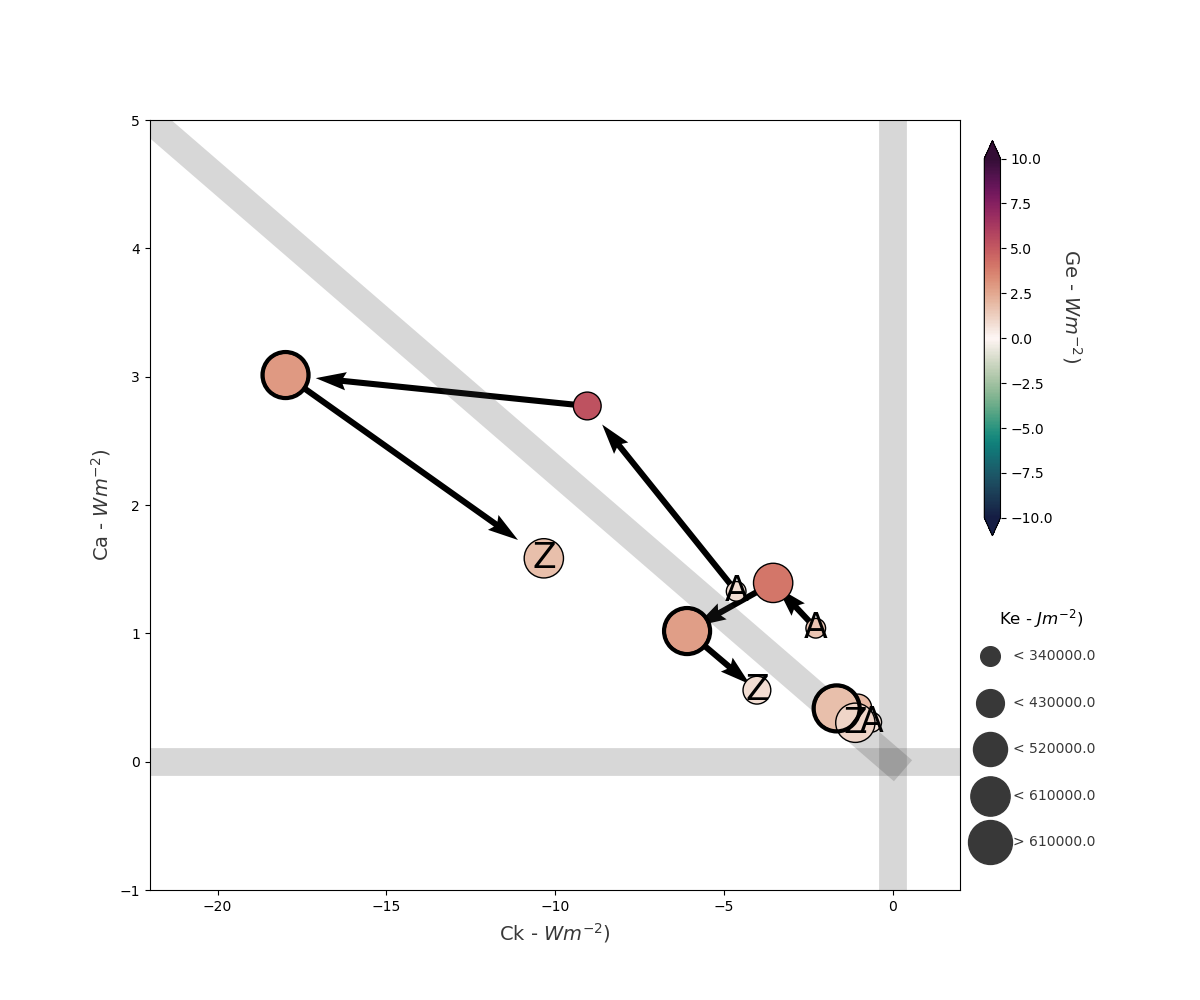 5
4
3
2
1
0
−1
−20
−15
−10
−5
0
Ca - Wm⁻²)
Ck - Wm⁻²)
A
A
A
Z
Z
Z
10.0
7.5
5.0
2.5
0.0
−2.5
−5.0
−7.5
−10.0
Ge - Wm⁻²)
Ke - Jm⁻²)
< 340000.0
< 430000.0
< 520000.0
< 610000.0
> 610000.0